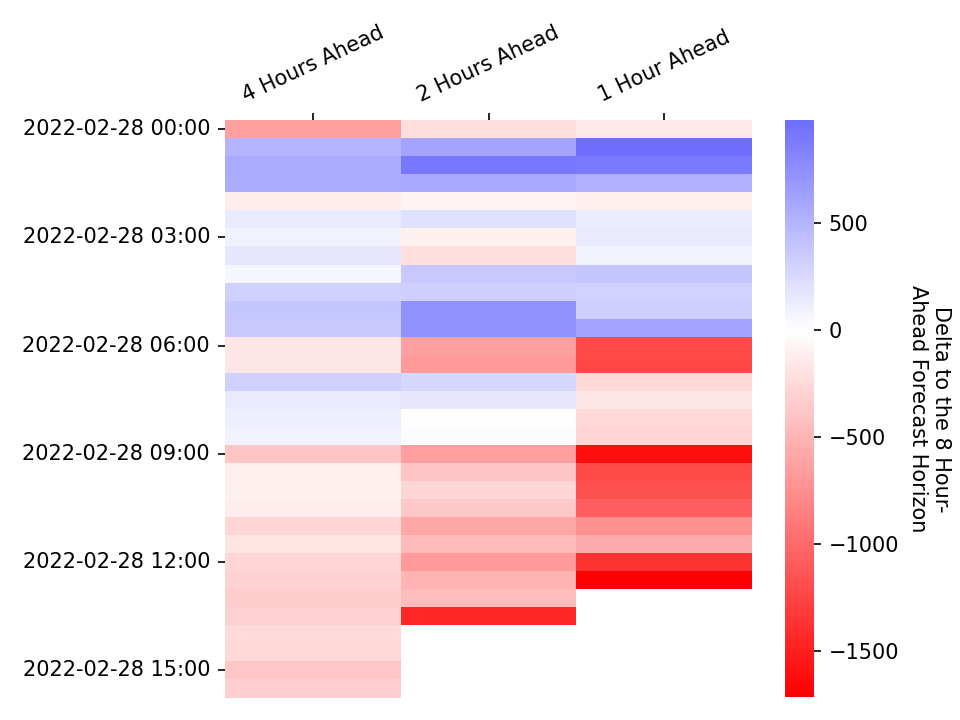 4 Hours Ahead
2 Hours Ahead
1 Hour Ahead
2022-02-28 00:00
2022-02-28 03:00
2022-02-28 06:00
2022-02-28 09:00
2022-02-28 12:00
2022-02-28 15:00
500
0
−500
−1000
−1500
Delta to the 8 Hour-
Ahead Forecast Horizon